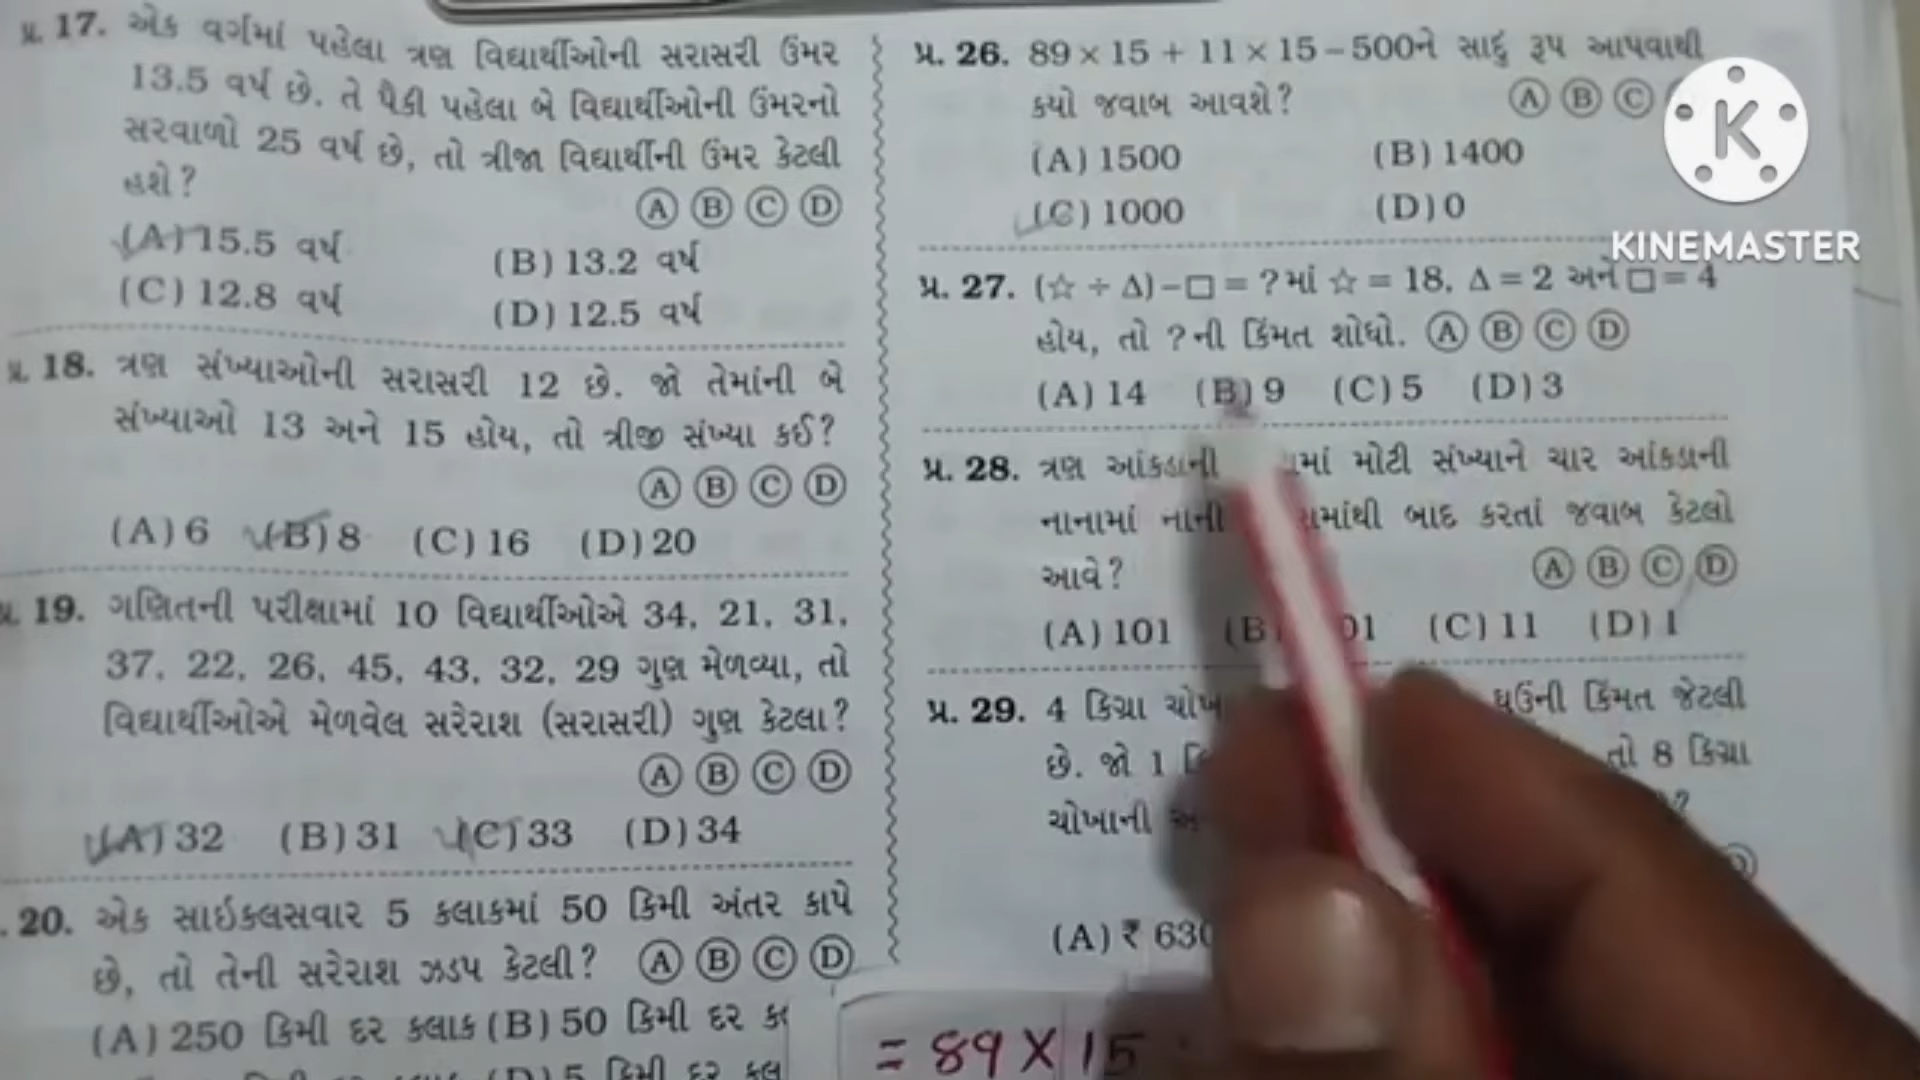 પ્ર. 17. એક વર્ગમાં પહેલા ત્રણ વિદ્યાર્થીઓની સરાસરી ઉંમર
13.5 વર્ષ છે. તે પૈકી પહેલા બે વિદ્યાર્થીઓની ઉંમરનો
સરવાળો 25 વર્ષ છે, તો ત્રીજા વિદ્યાર્થીની ઉંમર કેટલી
હશે?
Ⓐ Ⓑ Ⓒ Ⓓ
(A) 15.5 વર્ષ (B) 13.2 વર્ષ
(C) 12.8 વર્ષ (D) 12.5 વર્ષ
પ્ર. 18. ત્રણ સંખ્યાઓની સરાસરી 12 છે. જો તેમાંની બે
સંખ્યાઓ 13 અને 15 હોય, તો ત્રીજી સંખ્યા કઈ?
Ⓐ Ⓑ Ⓒ Ⓓ
(A) 6 (B) 8 (C) 16 (D) 20
19. ગણિતની પરીક્ષામાં 10 વિદ્યાર્થીઓએ 34, 21, 31,
37, 22, 26, 45, 43, 32, 29 ગુણ મેળવ્યા, તો
વિદ્યાર્થીઓએ મેળવેલ સરેરાશ (સરાસરી) ગુણ કેટલા?
Ⓐ Ⓑ Ⓒ Ⓓ
(A) 32 (B) 31 (C) 33 (D) 34
. 20. એક સાઇકલસવાર 5 કલાકમાં 50 કિમી અંતર કાપે
છે, તો તેની સરેરાશ ઝડપ કેટલી? Ⓐ Ⓑ Ⓒ Ⓓ
(A) 250 કિમી દર કલાક (B) 50 કિમી દર ક
(D) 5 કિમી દર કલ
પ્ર. 26. 89 × 15 + 11 × 15 – 500ને સાદું રૂપ આપવાથી
કયો જવાબ આવશે? Ⓐ Ⓑ Ⓒ
(A) 1500 (B) 1400
(C) 1000 (D) 0
K
KINEMASTER
પ્ર. 27. (☆ ÷ Δ) – □ = ? માં ☆ = 18, Δ = 2 અને □ = 4
હોય, તો ? ની કિંમત શોધો. Ⓐ Ⓑ Ⓒ Ⓓ
(A) 14 (B) 9 (C) 5 (D) 3
પ્ર. 28. ત્રણ આંકડાની માં મોટી સંખ્યાને ચાર આંકડાની
નાનામાં નાની માંથી બાદ કરતાં જવાબ કેટલો
આવે? Ⓐ Ⓑ Ⓒ Ⓓ
(A) 101 (B) 01 (C) 11 (D) 1
પ્ર. 29. 4 કિગ્રા ઘઉંની કિંમત જેટલી
છે. જો 1 તો 8 કિગ્રા
ચોખાની ?
(A) ₹ 630
= 89 × 15